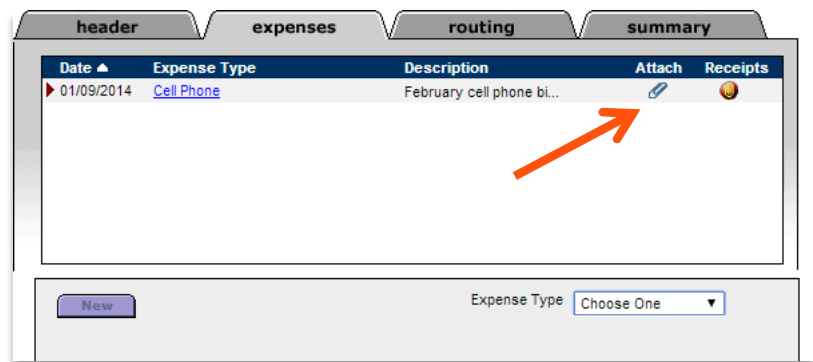 header expenses routing summary
Date Expense Type Description Attach Receipts
01/09/2014 Cell Phone February cell phone bi...
New Expense Type Choose One